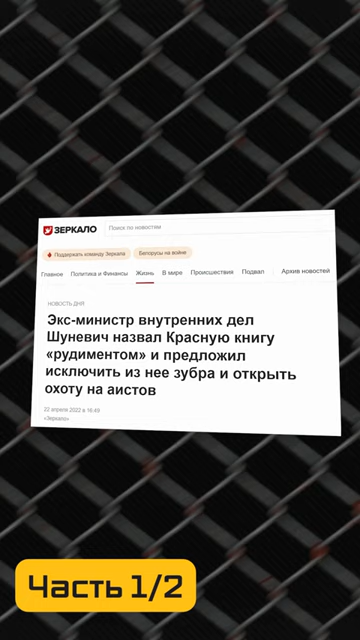 ЗЕРКАЛО
Поиск по новостям
Поддержать команду Зеркала
Белорусы на войне
Главное Политика и Финансы Жизнь В мире Происшествия Подвал Архив новостей
НОВОСТЬ ДНЯ
Экс-министр внутренних дел
Шуневич назвал Красную книгу
«рудиментом» и предложил
исключить из нее зубра и открыть
охоту на аистов
22 апреля 2022 в 16:49
«Зеркало»
Часть 1/2